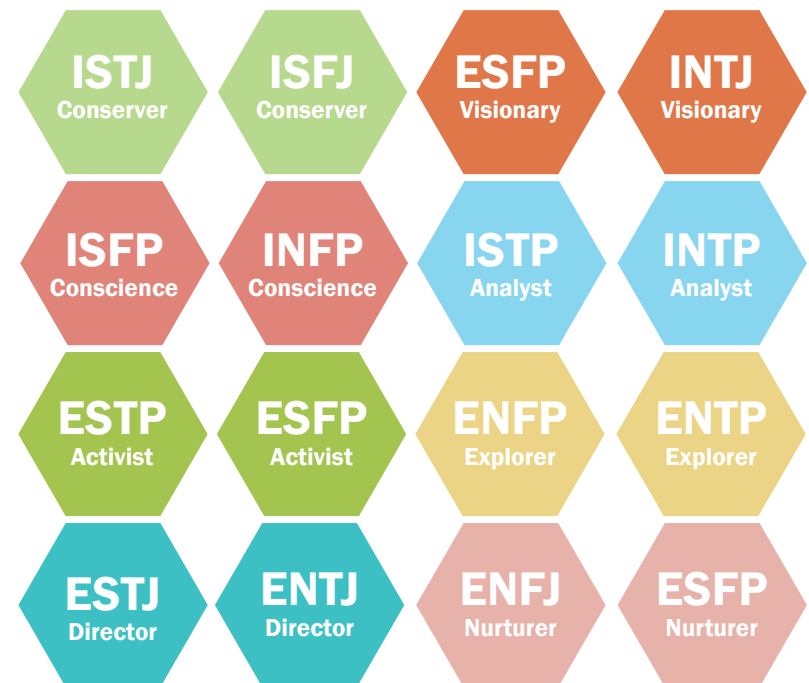 ISTJ
Conserver
ISFJ
Conserver
ESFP
Visionary
INTJ
Visionary
ISFP
Conscience
INFP
Conscience
ISTP
Analyst
INTP
Analyst
ESTP
Activist
ESFP
Activist
ENFP
Explorer
ENTP
Explorer
ESTJ
Director
ENTJ
Director
ENFJ
Nurturer
ESFP
Nurturer